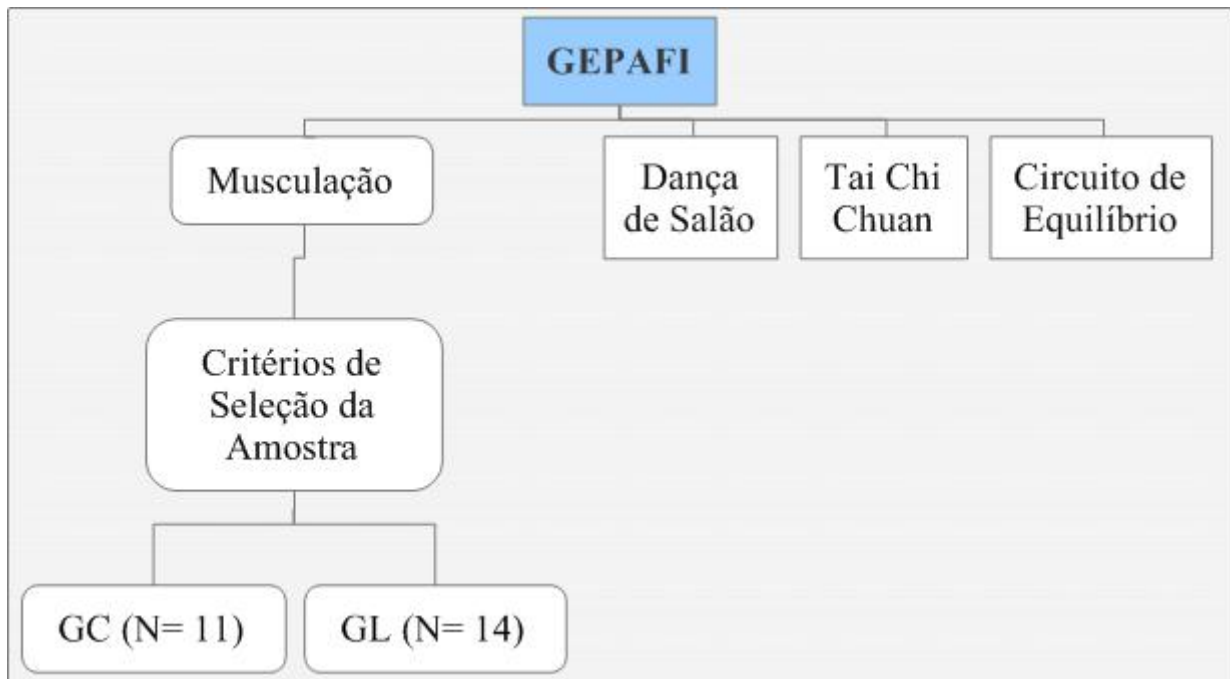 GEPAFI
Musculação
Dança
de Salão
Tai Chi
Chuan
Circuito de
Equilíbrio
Critérios de
Seleção da
Amostra
GC (N= 11)
GL (N= 14)